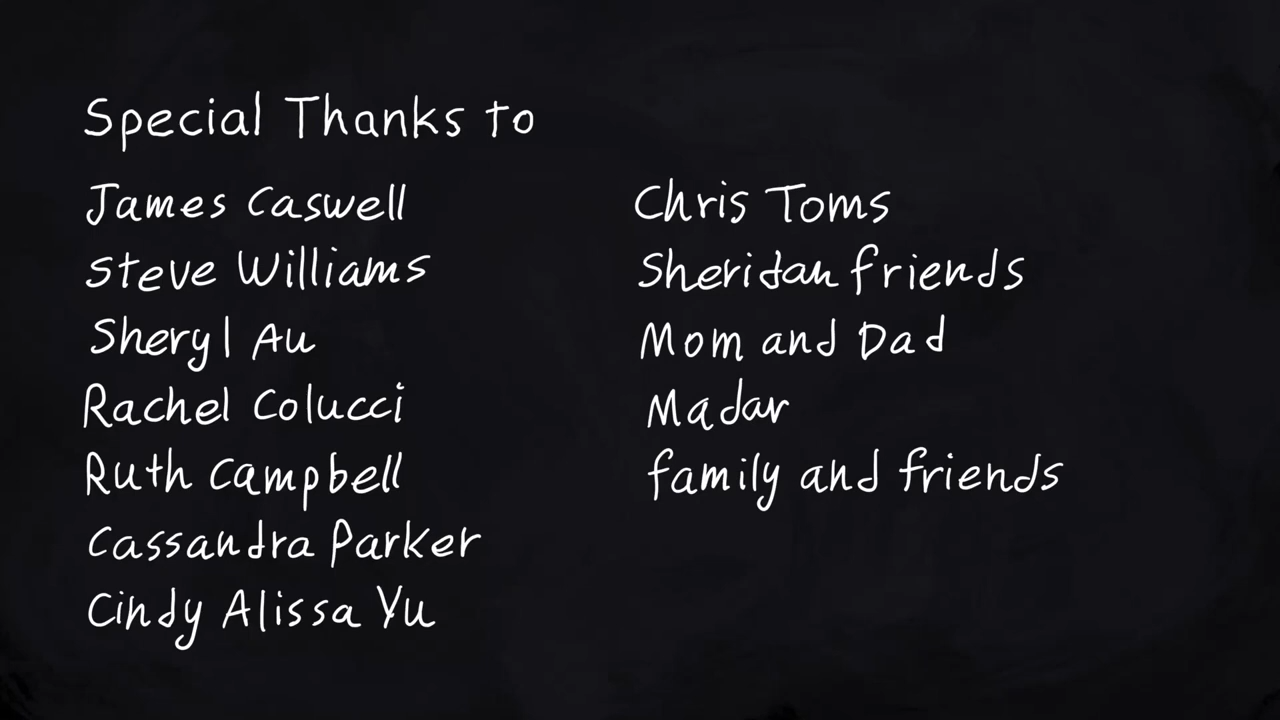 Special Thanks to
James Caswell
Steve Williams
Sheryl Au
Rachel Colucci
Ruth Campbell
Cassandra Parker
Cindy Alissa Yu
Chris Toms
Sheridan friends
Mom and Dad
Madar
family and friends